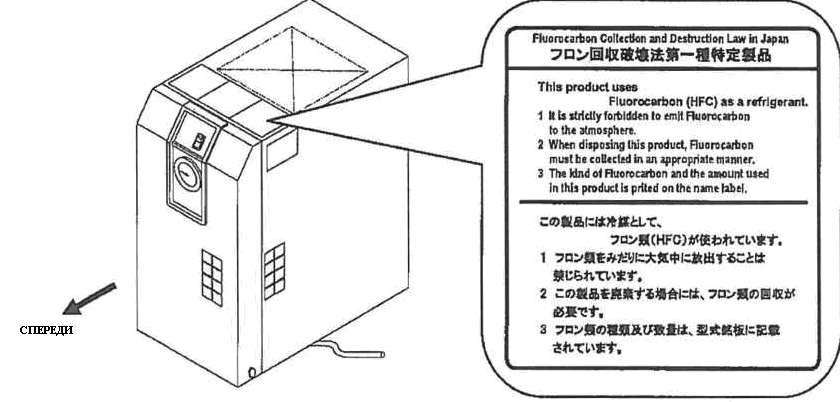 Fluorocarbon Collection and Destruction Law in Japan
フロン回収破壊法第一種特定製品
This product uses
Fluorocarbon (HFC) as a refrigerant.
1 It is strictly forbidden to emit Fluorocarbon
to the atmosphere.
2 When disposing this product, Fluorocarbon
must be collected in an appropriate manner.
3 The kind of Fluorocarbon and the amount used
in this product is prited on the name label.
この製品には冷媒として、
フロン類(HFC)が使われています。
1 フロン類をみだりに大気中に放出することは
禁じられています。
2 この製品を廃棄する場合には、フロン類の回収が
必要です。
3 フロン類の種類及び数量は、型式銘板に記載
されています。
СПЕРЕДИ